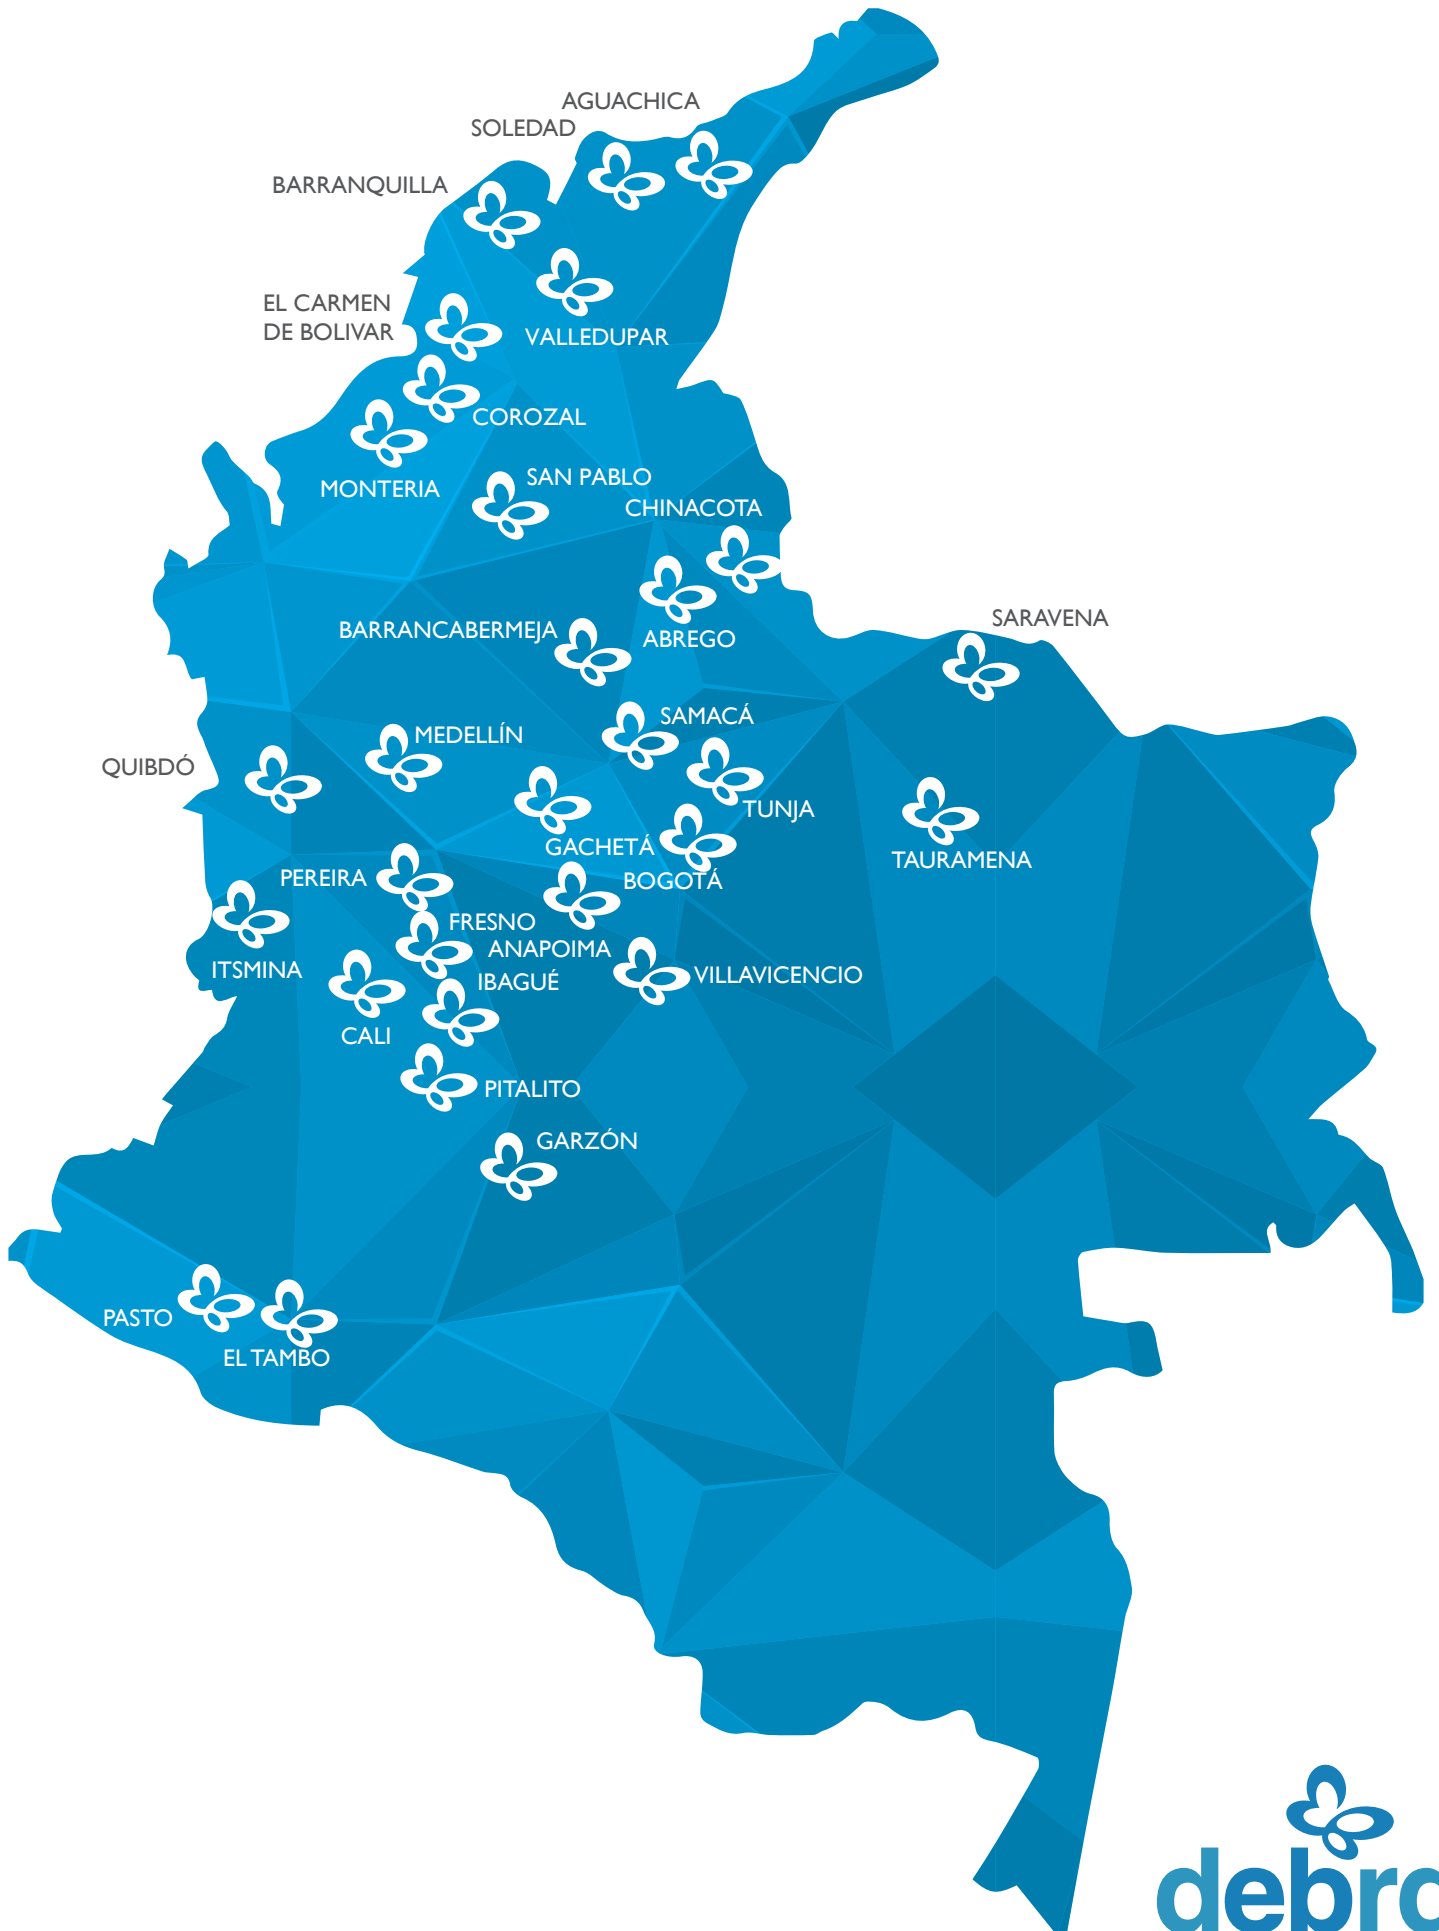 AGUACHICA
SOLEDAD
BARRANQUILLA
EL CARMEN
DE BOLIVAR
VALLEDUPAR
COROZAL
MONTERIA
SAN PABLO
CHINACOTA
BARRANCABERMEJA
ABREGO
SARAVENA
SAMACÁ
MEDELLÍN
QUIBDÓ
TUNJA
GACHETÁ
TAURAMENA
PEREIRA
BOGOTÁ
FRESNO
ANAPOIMA
ITSMINA
IBAGUÉ
VILLAVICENCIO
CALI
PITALITO
GARZÓN
PASTO
EL TAMBO